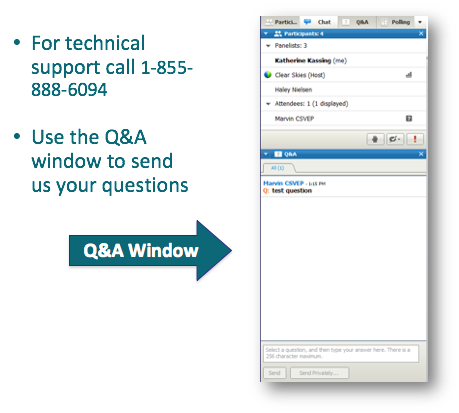 • For technical
support call 1-855-
888-6094
• Use the Q&A
window to send
us your questions
Q&A Window
Partici... Chat Q&A Polling
Participants: 4
Panelists: 3
Katherine Kassing (me)
Clear Skies (Host)
Haley Nielsen
Attendees: 1 (1 displayed)
Marvin CSVEP
Q&A
All (1)
Marvin CSVEP - 1:15 PM
Q: test question
Select a question, and then type your answer here. There is a
256 character maximum.
Send Send Privately...